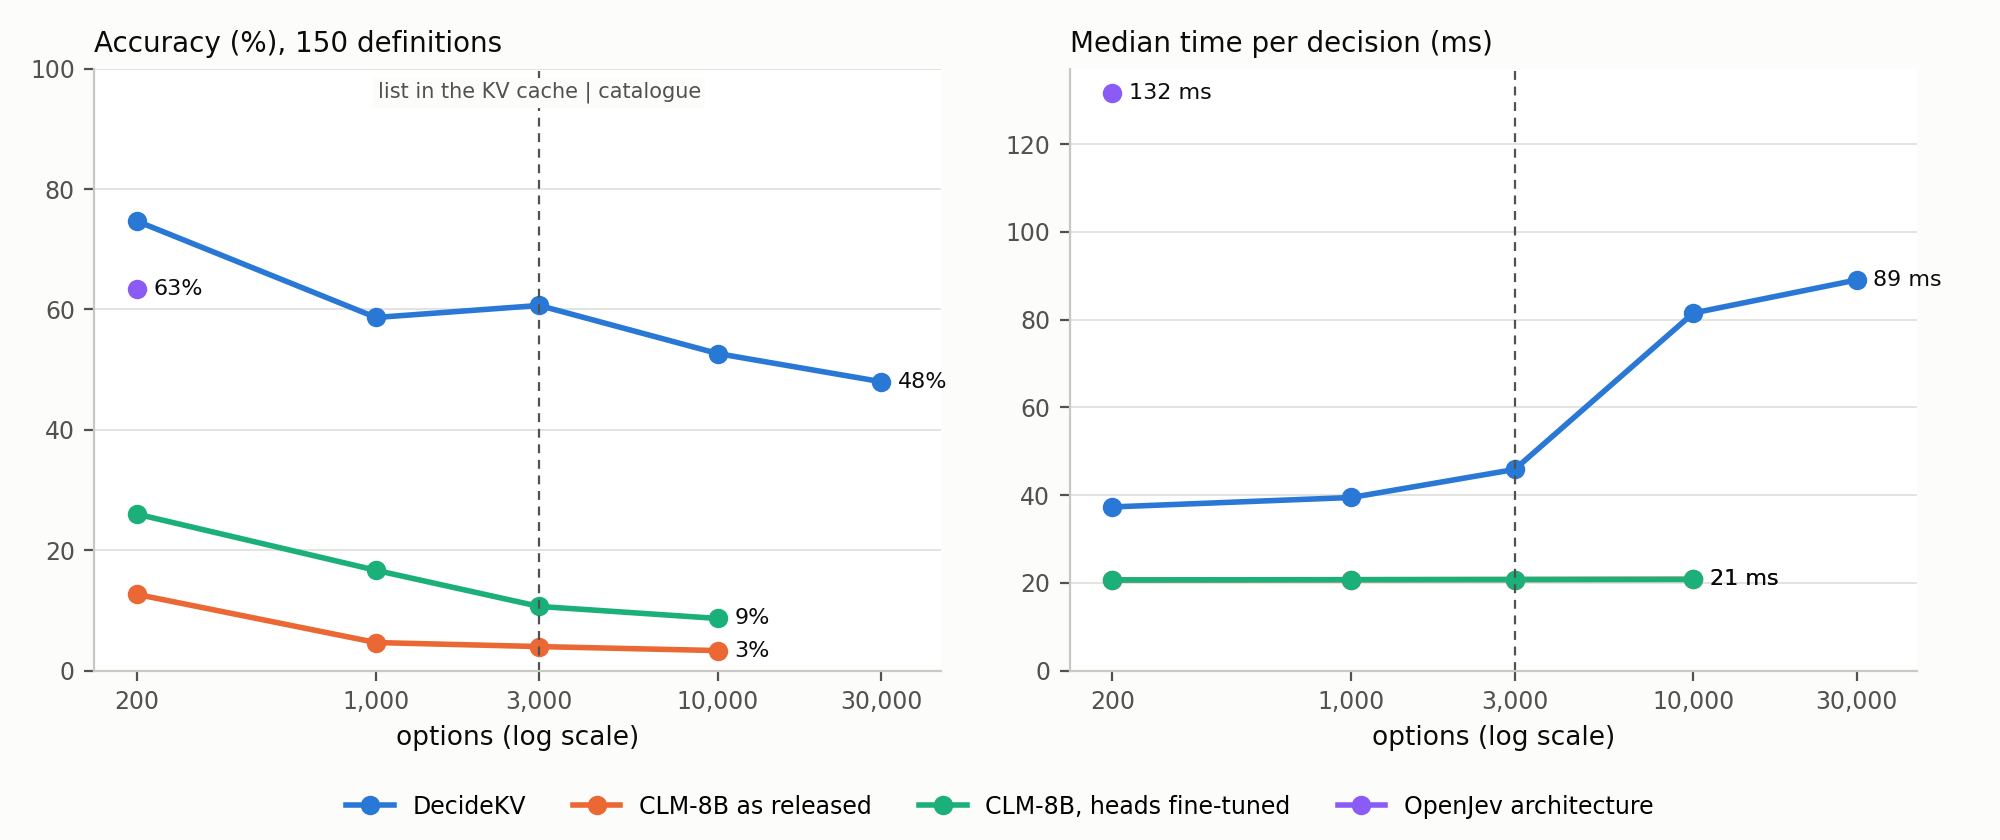 Accuracy (%), 150 definitions
100
80
60
40
20
0
list in the KV cache | catalogue
63%
48%
9%
3%
200
1,000
3,000
10,000
30,000
options (log scale)
Median time per decision (ms)
120
100
80
60
40
20
0
132 ms
89 ms
21 ms
200
1,000
3,000
10,000
30,000
options (log scale)
DecideKV
CLM-8B as released
CLM-8B, heads fine-tuned
OpenJev architecture